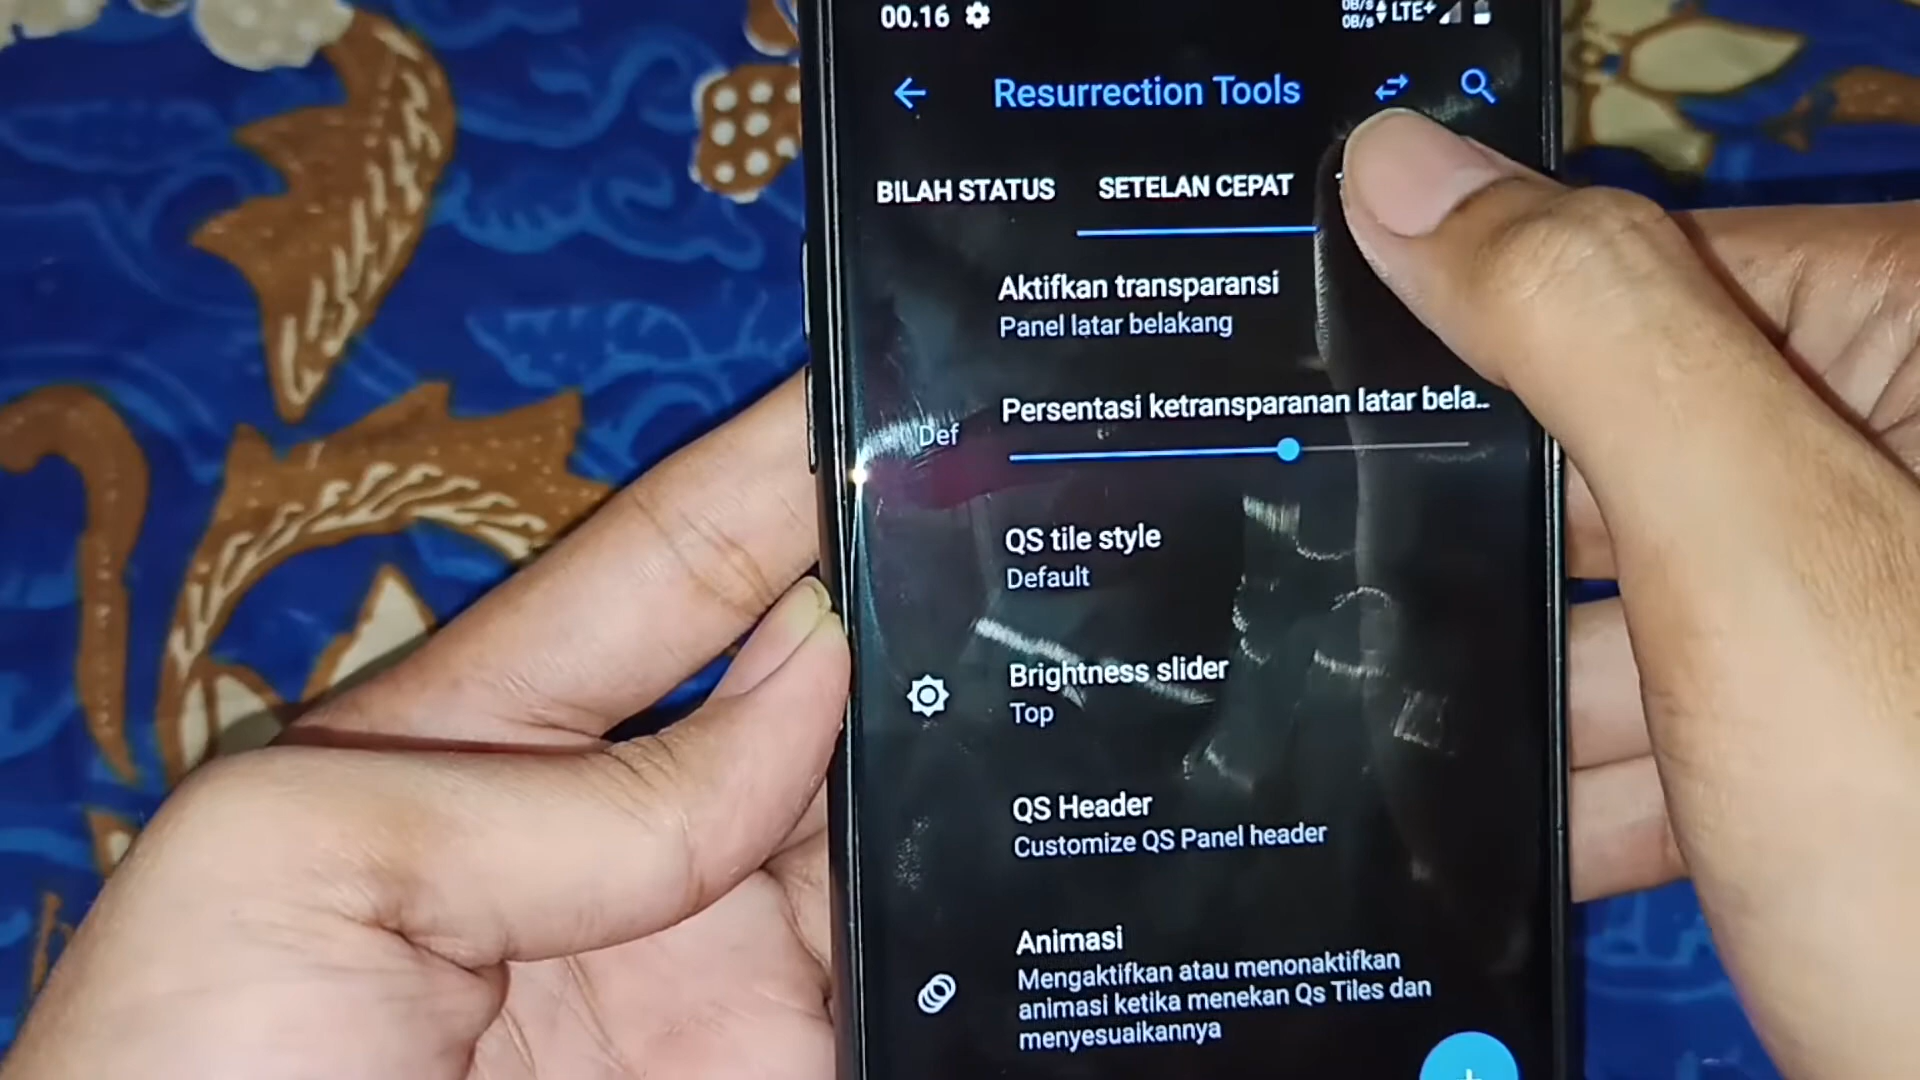 00.16
0B/s
0B/s
LTE+
Resurrection Tools
BILAH STATUS
SETELAN CEPAT
Aktifkan transparansi
Panel latar belakang
Persentasi ketransparanan latar bela..
Def
QS tile style
Default
Brightness slider
Top
QS Header
Customize QS Panel header
Animasi
Mengaktifkan atau menonaktifkan
animasi ketika menekan Qs Tiles dan
menyesuaikannya